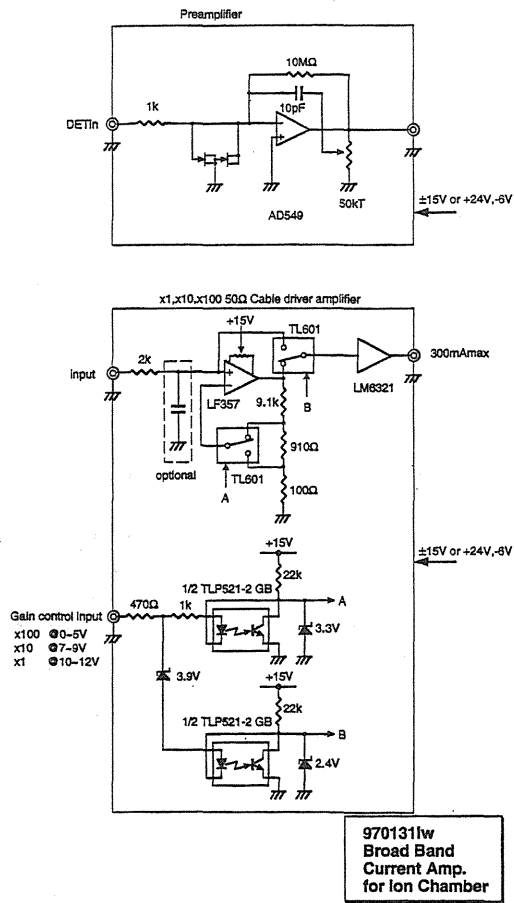 Preamplifier
10MΩ
10pF
1k
DETin
AD549
50kT
±15V or +24V,-6V
x1,x10,x100 50Ω Cable driver amplifier
+15V
TL601
2k
input
300mAmax
LM6321
LF357
B
9.1k
910Ω
optional
A
TL601
100Ω
±15V or +24V,-6V
+15V
22k
1/2 TLP521-2 GB
A
470Ω
1k
Gain control input
x100 @0-5V
x10 @7-9V
x1 @10-12V
3.3V
3.9V
+15V
22k
1/2 TLP521-2 GB
B
2.4V
970131lw
Broad Band
Current Amp.
for Ion Chamber